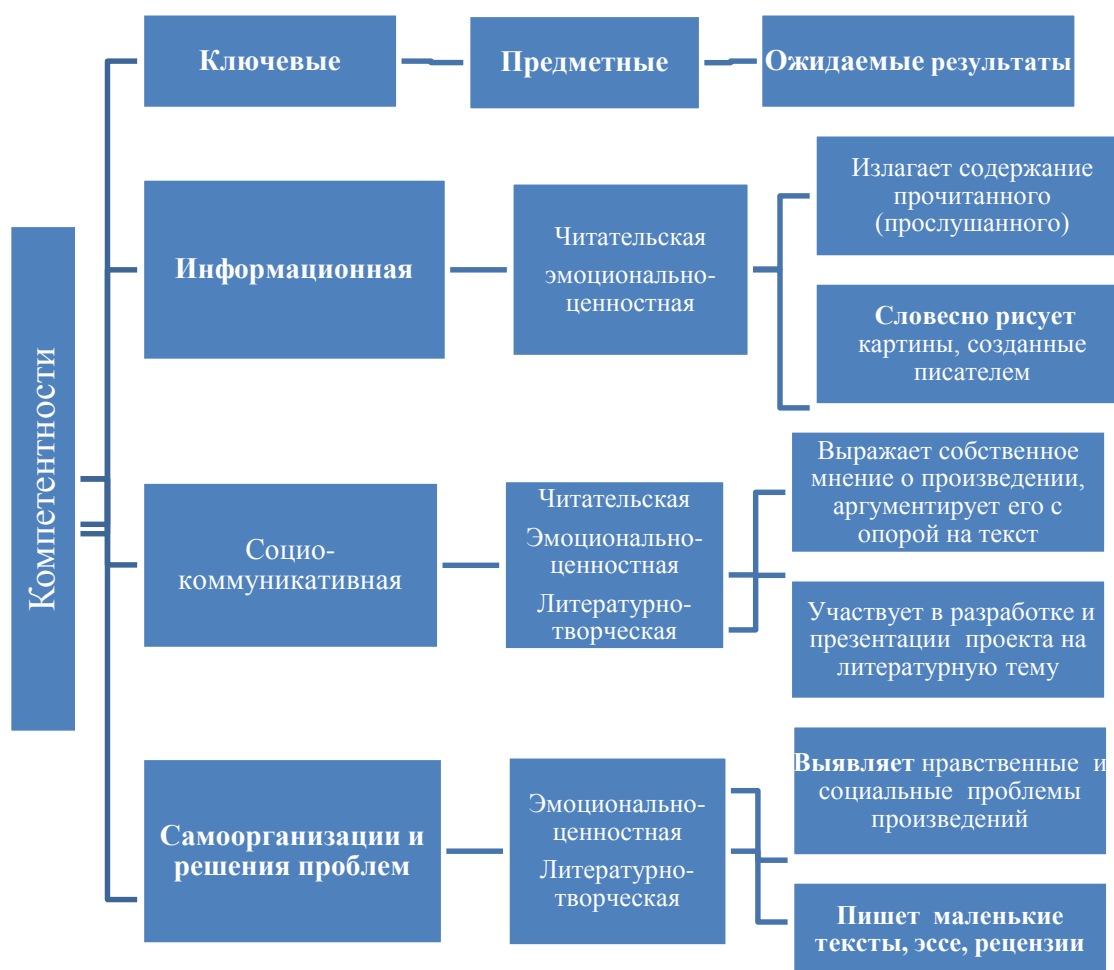 Компетентности
Ключевые
Предметные
Ожидаемые результаты
Информационная
Читательская
эмоционально-
ценностная
Излагает содержание
прочитанного
(прослушанного)
Словесно рисует
картины, созданные
писателем
Социо-
коммуникативная
Читательская
Эмоционально-
ценностная
Литературно-
творческая
Выражает собственное
мнение о произведении,
аргументирует его с
опорой на текст
Участвует в разработке и
презентации проекта на
литературную тему
Самоорганизации и
решения проблем
Эмоционально-
ценностная
Литературно-
творческая
Выявляет нравственные и
социальные проблемы
произведений
Пишет маленькие
тексты, эссе, рецензии